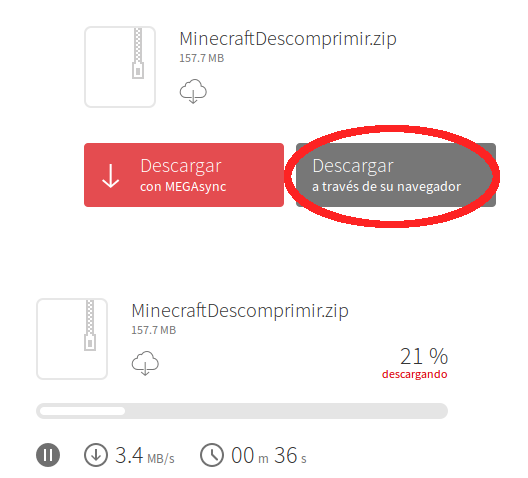 MinecraftDescomprimir.zip
157.7 MB
Descargar
con MEGAsync
Descargar
a través de su navegador
MinecraftDescomprimir.zip
157.7 MB
21 %
descargando
3.4 MB/s 00 m 36 s